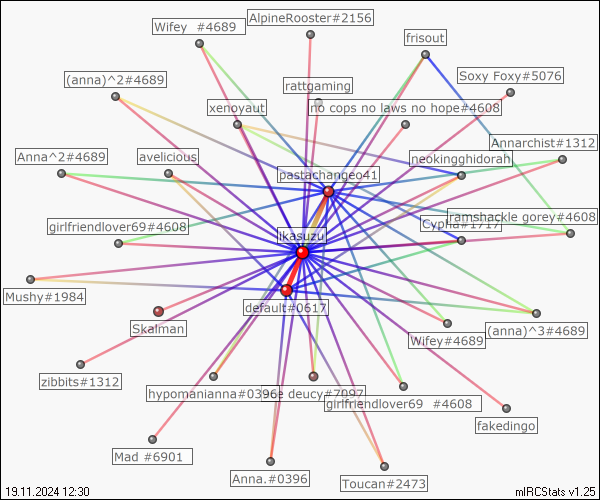 AlpineRooster#2156
Wifey  #4689
frisout
(anna)^2#4689
Soxy Foxy#5076
rattgaming
xenoyaut
no cops no laws no hope#4608
Annarchist#1312
Anna^2#4689
avelicious
neokingghidorah
pastachangeo41
ramshackle gorey#4608
girlfriendlover69#4608
Cypha#1717
ikasuzu
Mushy#1984
default#0617
Skalman
(anna)^3#4689
Wifey#4689
zibbits#1312
hypomanianna#0396
e deucy#7097
girlfriendlover69  #4608
fakedingo
Mad #6901
Anna.#0396
Toucan#2473
19.11.2024 12:30
mIRCStats v1.25